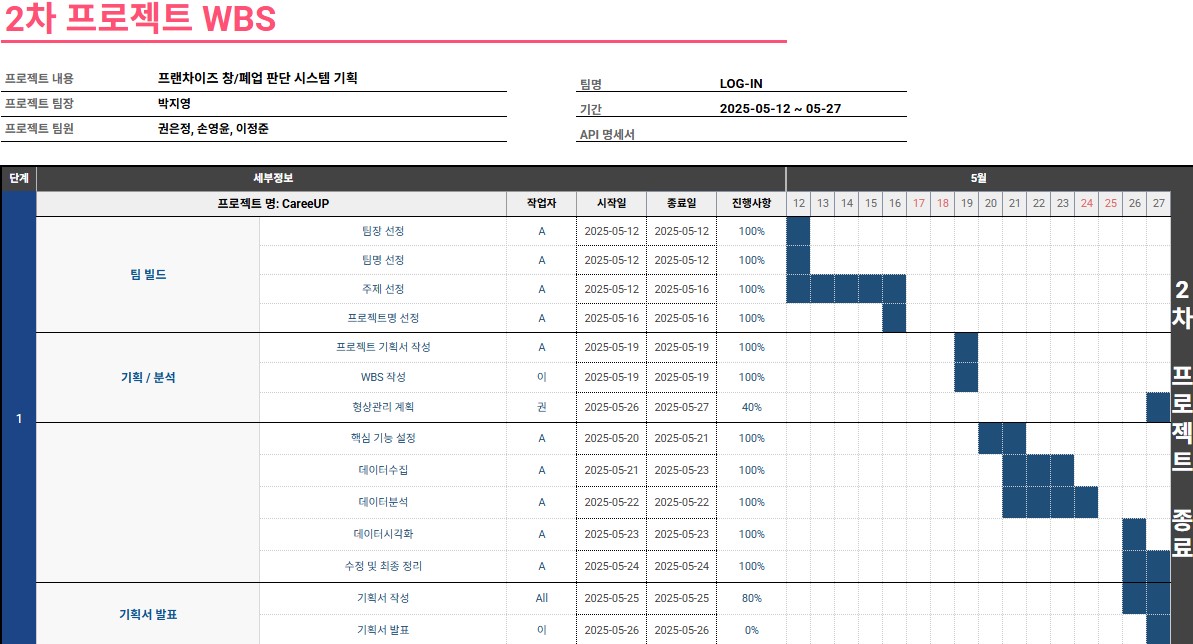 2차 프로젝트 WBS
프로젝트 내용 프랜차이즈 창/폐업 판단 시스템 기획
팀명 LOG-IN
프로젝트 팀장 박지영
기간 2025-05-12 ~ 05-27
프로젝트 팀원 권은정, 손영윤, 이정준
API 명세서
단계 세부정보 5월
프로젝트 명: CareeUP 작업자 시작일 종료일 진행사항 12 13 14 15 16 17 18 19 20 21 22 23 24 25 26 27
1
팀 빌드
팀장 선정 A 2025-05-12 2025-05-12 100%
팀명 선정 A 2025-05-12 2025-05-12 100%
주제 선정 A 2025-05-12 2025-05-16 100%
프로젝트명 선정 A 2025-05-16 2025-05-16 100%
기획 / 분석
프로젝트 기획서 작성 A 2025-05-19 2025-05-19 100%
WBS 작성 이 2025-05-19 2025-05-19 100%
형상관리 계획 권 2025-05-26 2025-05-27 40%
핵심 기능 설정 A 2025-05-20 2025-05-21 100%
데이터수집 A 2025-05-21 2025-05-23 100%
데이터분석 A 2025-05-22 2025-05-22 100%
데이터시각화 A 2025-05-23 2025-05-23 100%
수정 및 최종 정리 A 2025-05-24 2025-05-24 100%
기획서 발표
기획서 작성 All 2025-05-25 2025-05-25 80%
기획서 발표 이 2025-05-26 2025-05-26 0%
2차 프로젝트 종료